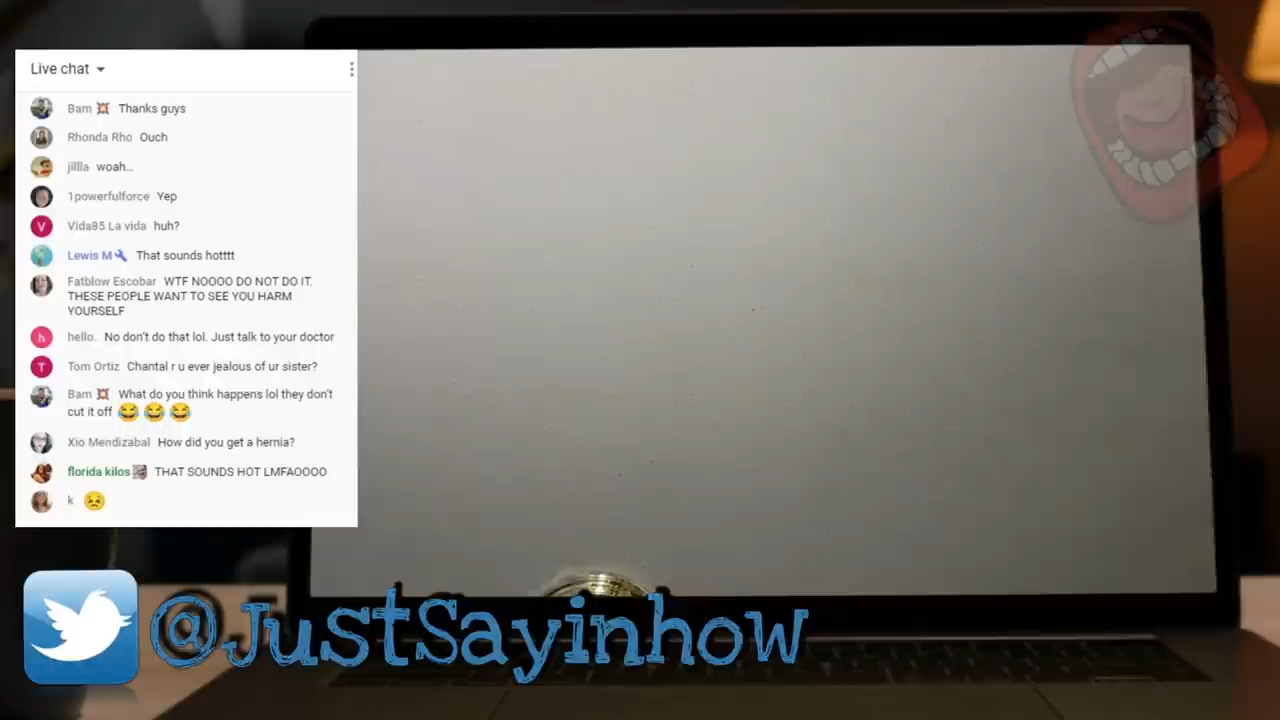 Live chat
Bam Thanks guys
Rhonda Rho Ouch
jillla woah...
1powerfulforce Yep
V Vida85 La vida huh?
Lewis M That sounds hotttt
Fatblow Escobar WTF NOOOO DO NOT DO IT.
THESE PEOPLE WANT TO SEE YOU HARM
YOURSELF
h hello. No don't do that lol. Just talk to your doctor
T Tom Ortiz Chantal r u ever jealous of ur sister?
Bam What do you think happens lol they don't
cut it off 😂 😂 😂
Xio Mendizabal How did you get a hernia?
florida kilos THAT SOUNDS HOT LMFAOOOO
k 😣
@JustSayinhow